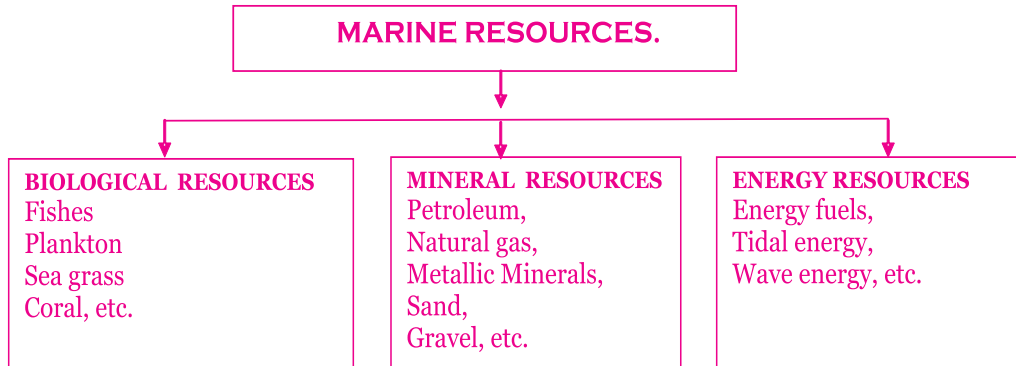 MARINE RESOURCES.
BIOLOGICAL RESOURCES
Fishes
Plankton
Sea grass
Coral, etc.
MINERAL RESOURCES
Petroleum,
Natural gas,
Metallic Minerals,
Sand,
Gravel, etc.
ENERGY RESOURCES
Energy fuels,
Tidal energy,
Wave energy, etc.